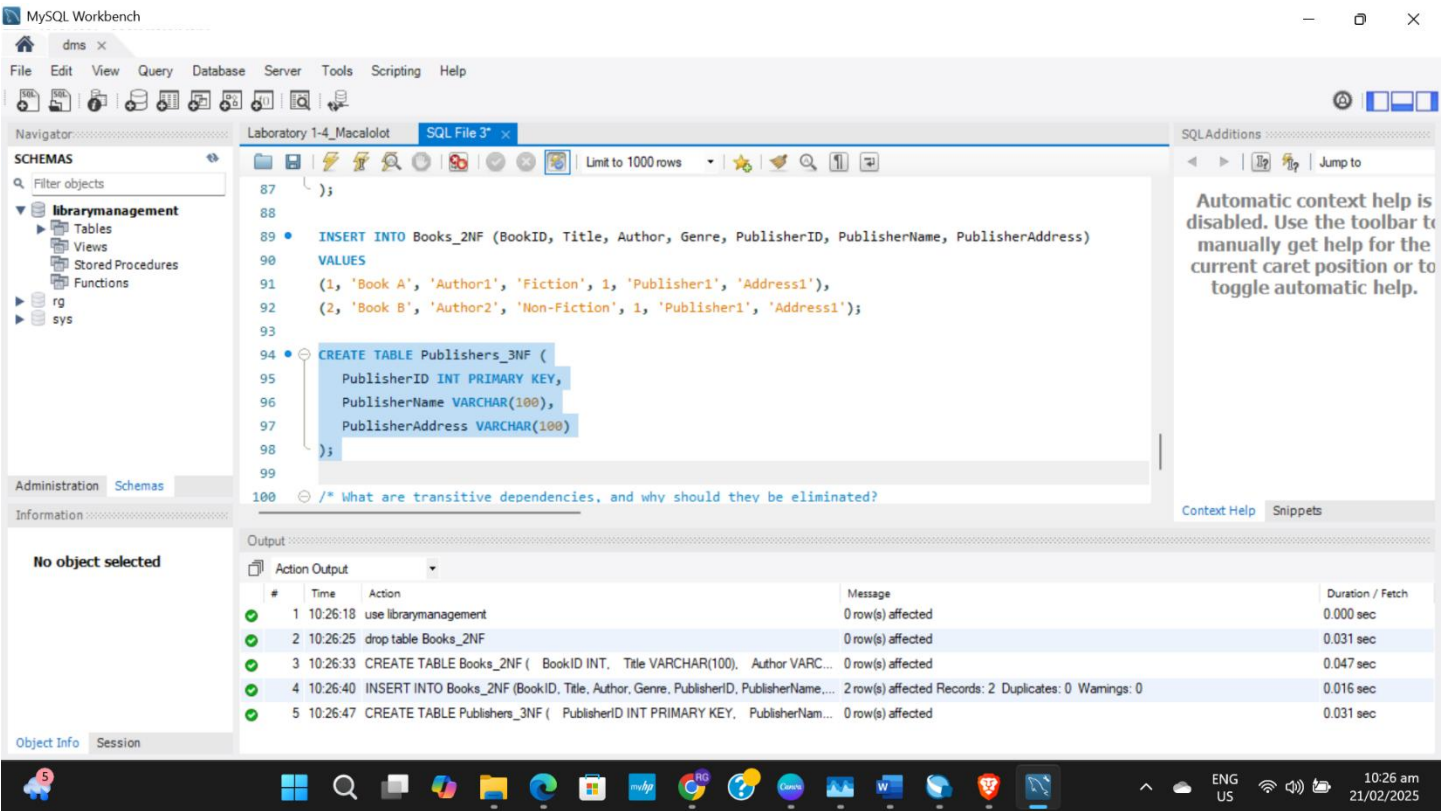 MySQL Workbench
dms
File Edit View Query Database Server Tools Scripting Help
Navigator
SCHEMAS
Filter objects
librarymanagement
Tables
Views
Stored Procedures
Functions
rg
sys
Administration Schemas
Information
No object selected
Object Info Session
Laboratory 1-4_Macalolot SQL File 3*
Limit to 1000 rows
87 );
88
89 INSERT INTO Books_2NF (BookID, Title, Author, Genre, PublisherID, PublisherName, PublisherAddress)
90 VALUES
91 (1, 'Book A', 'Author1', 'Fiction', 1, 'Publisher1', 'Address1'),
92 (2, 'Book B', 'Author2', 'Non-Fiction', 1, 'Publisher1', 'Address1');
93
94 CREATE TABLE Publishers_3NF (
95 PublisherID INT PRIMARY KEY,
96 PublisherName VARCHAR(100),
97 PublisherAddress VARCHAR(100)
98 );
99
100 /* What are transitive dependencies, and why should they be eliminated?
SQLAdditions
Jump to
Automatic context help is
disabled. Use the toolbar to
manually get help for the
current caret position or to
toggle automatic help.
Context Help Snippets
Output
Action Output
# Time Action Message Duration / Fetch
1 10:26:18 use librarymanagement 0 row(s) affected 0.000 sec
2 10:26:25 drop table Books_2NF 0 row(s) affected 0.031 sec
3 10:26:33 CREATE TABLE Books_2NF ( BookID INT, Title VARCHAR(100), Author VARC... 0 row(s) affected 0.047 sec
4 10:26:40 INSERT INTO Books_2NF (BookID, Title, Author, Genre, PublisherID, PublisherName,... 2 row(s) affected Records: 2 Duplicates: 0 Warnings: 0 0.016 sec
5 10:26:47 CREATE TABLE Publishers_3NF ( PublisherID INT PRIMARY KEY, PublisherNam... 0 row(s) affected 0.031 sec
5
myhp
RG
Canva
ENG
US
10:26 am
21/02/2025